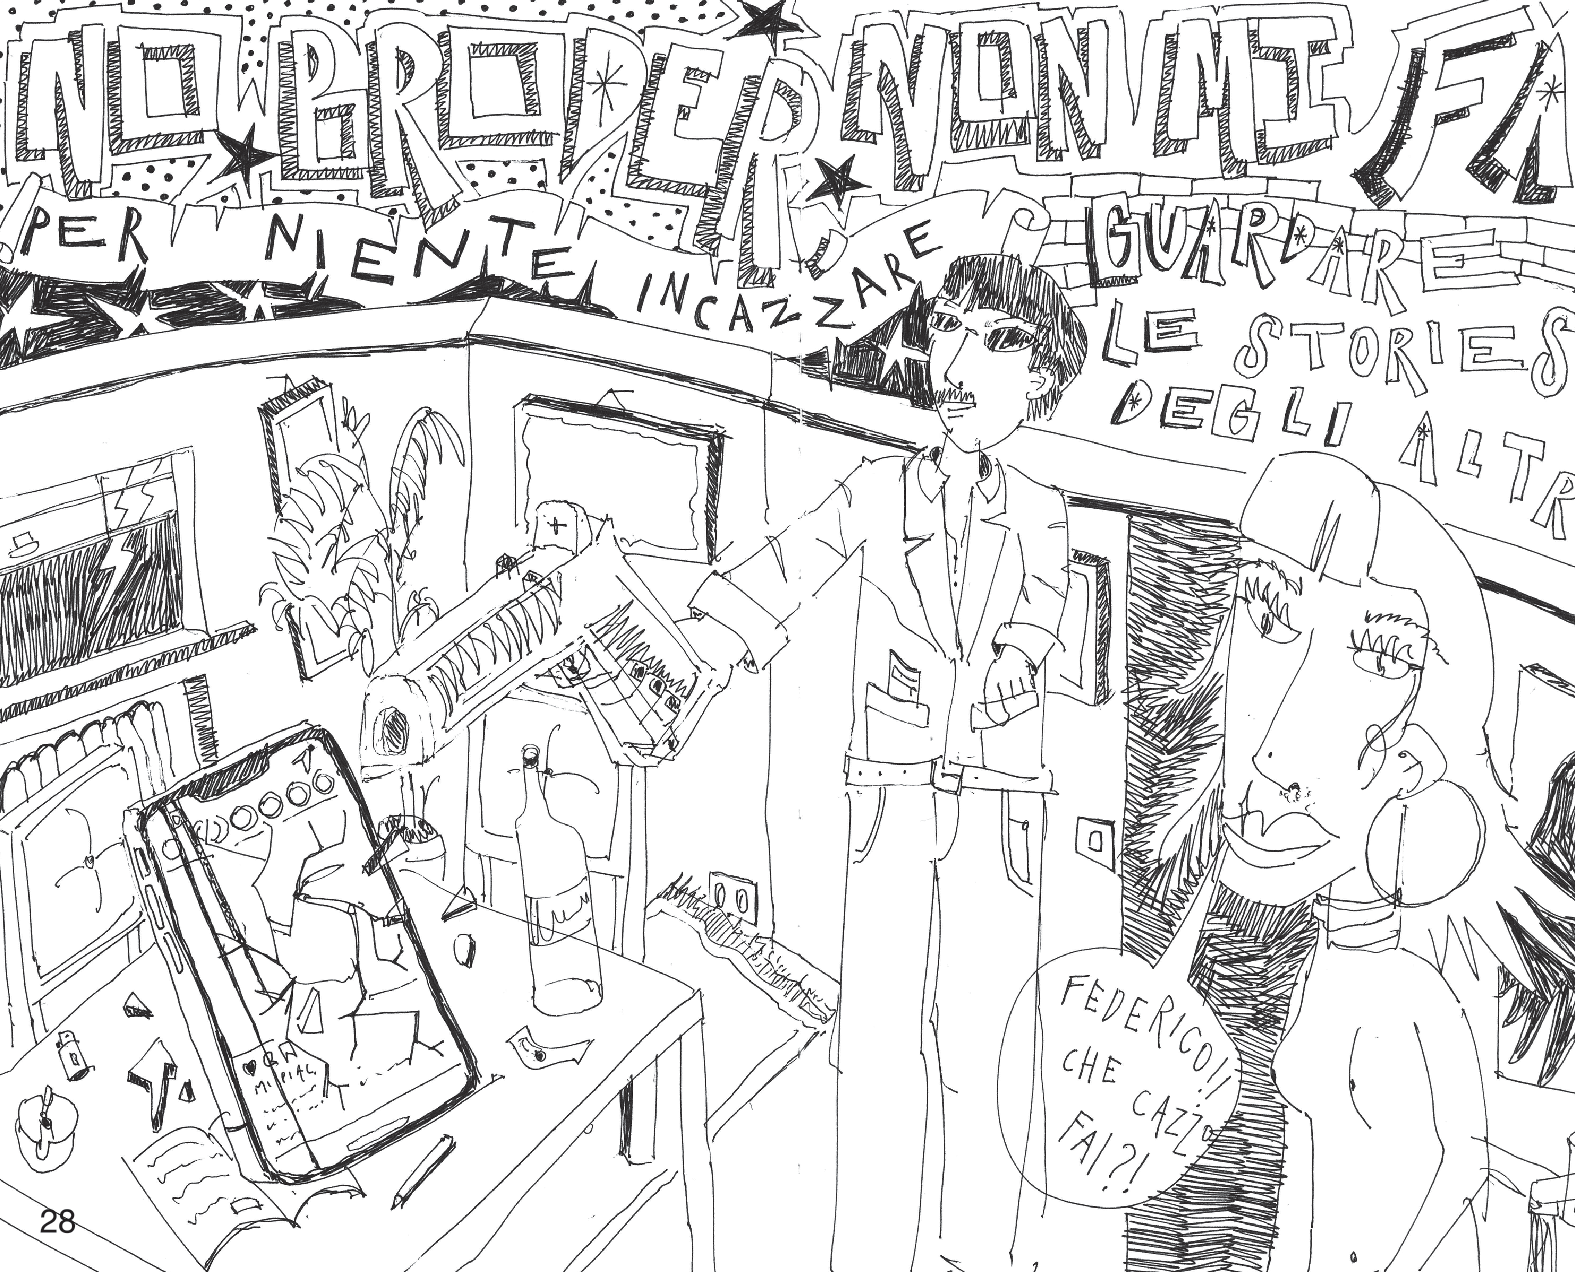 NO BRODER NON MI FA
PER NIENTE INCAZZARE
GUARDARE
LE STORIES
DEGLI ALTR
FEDERICO!!
CHE CAZZO
FAI?!
28